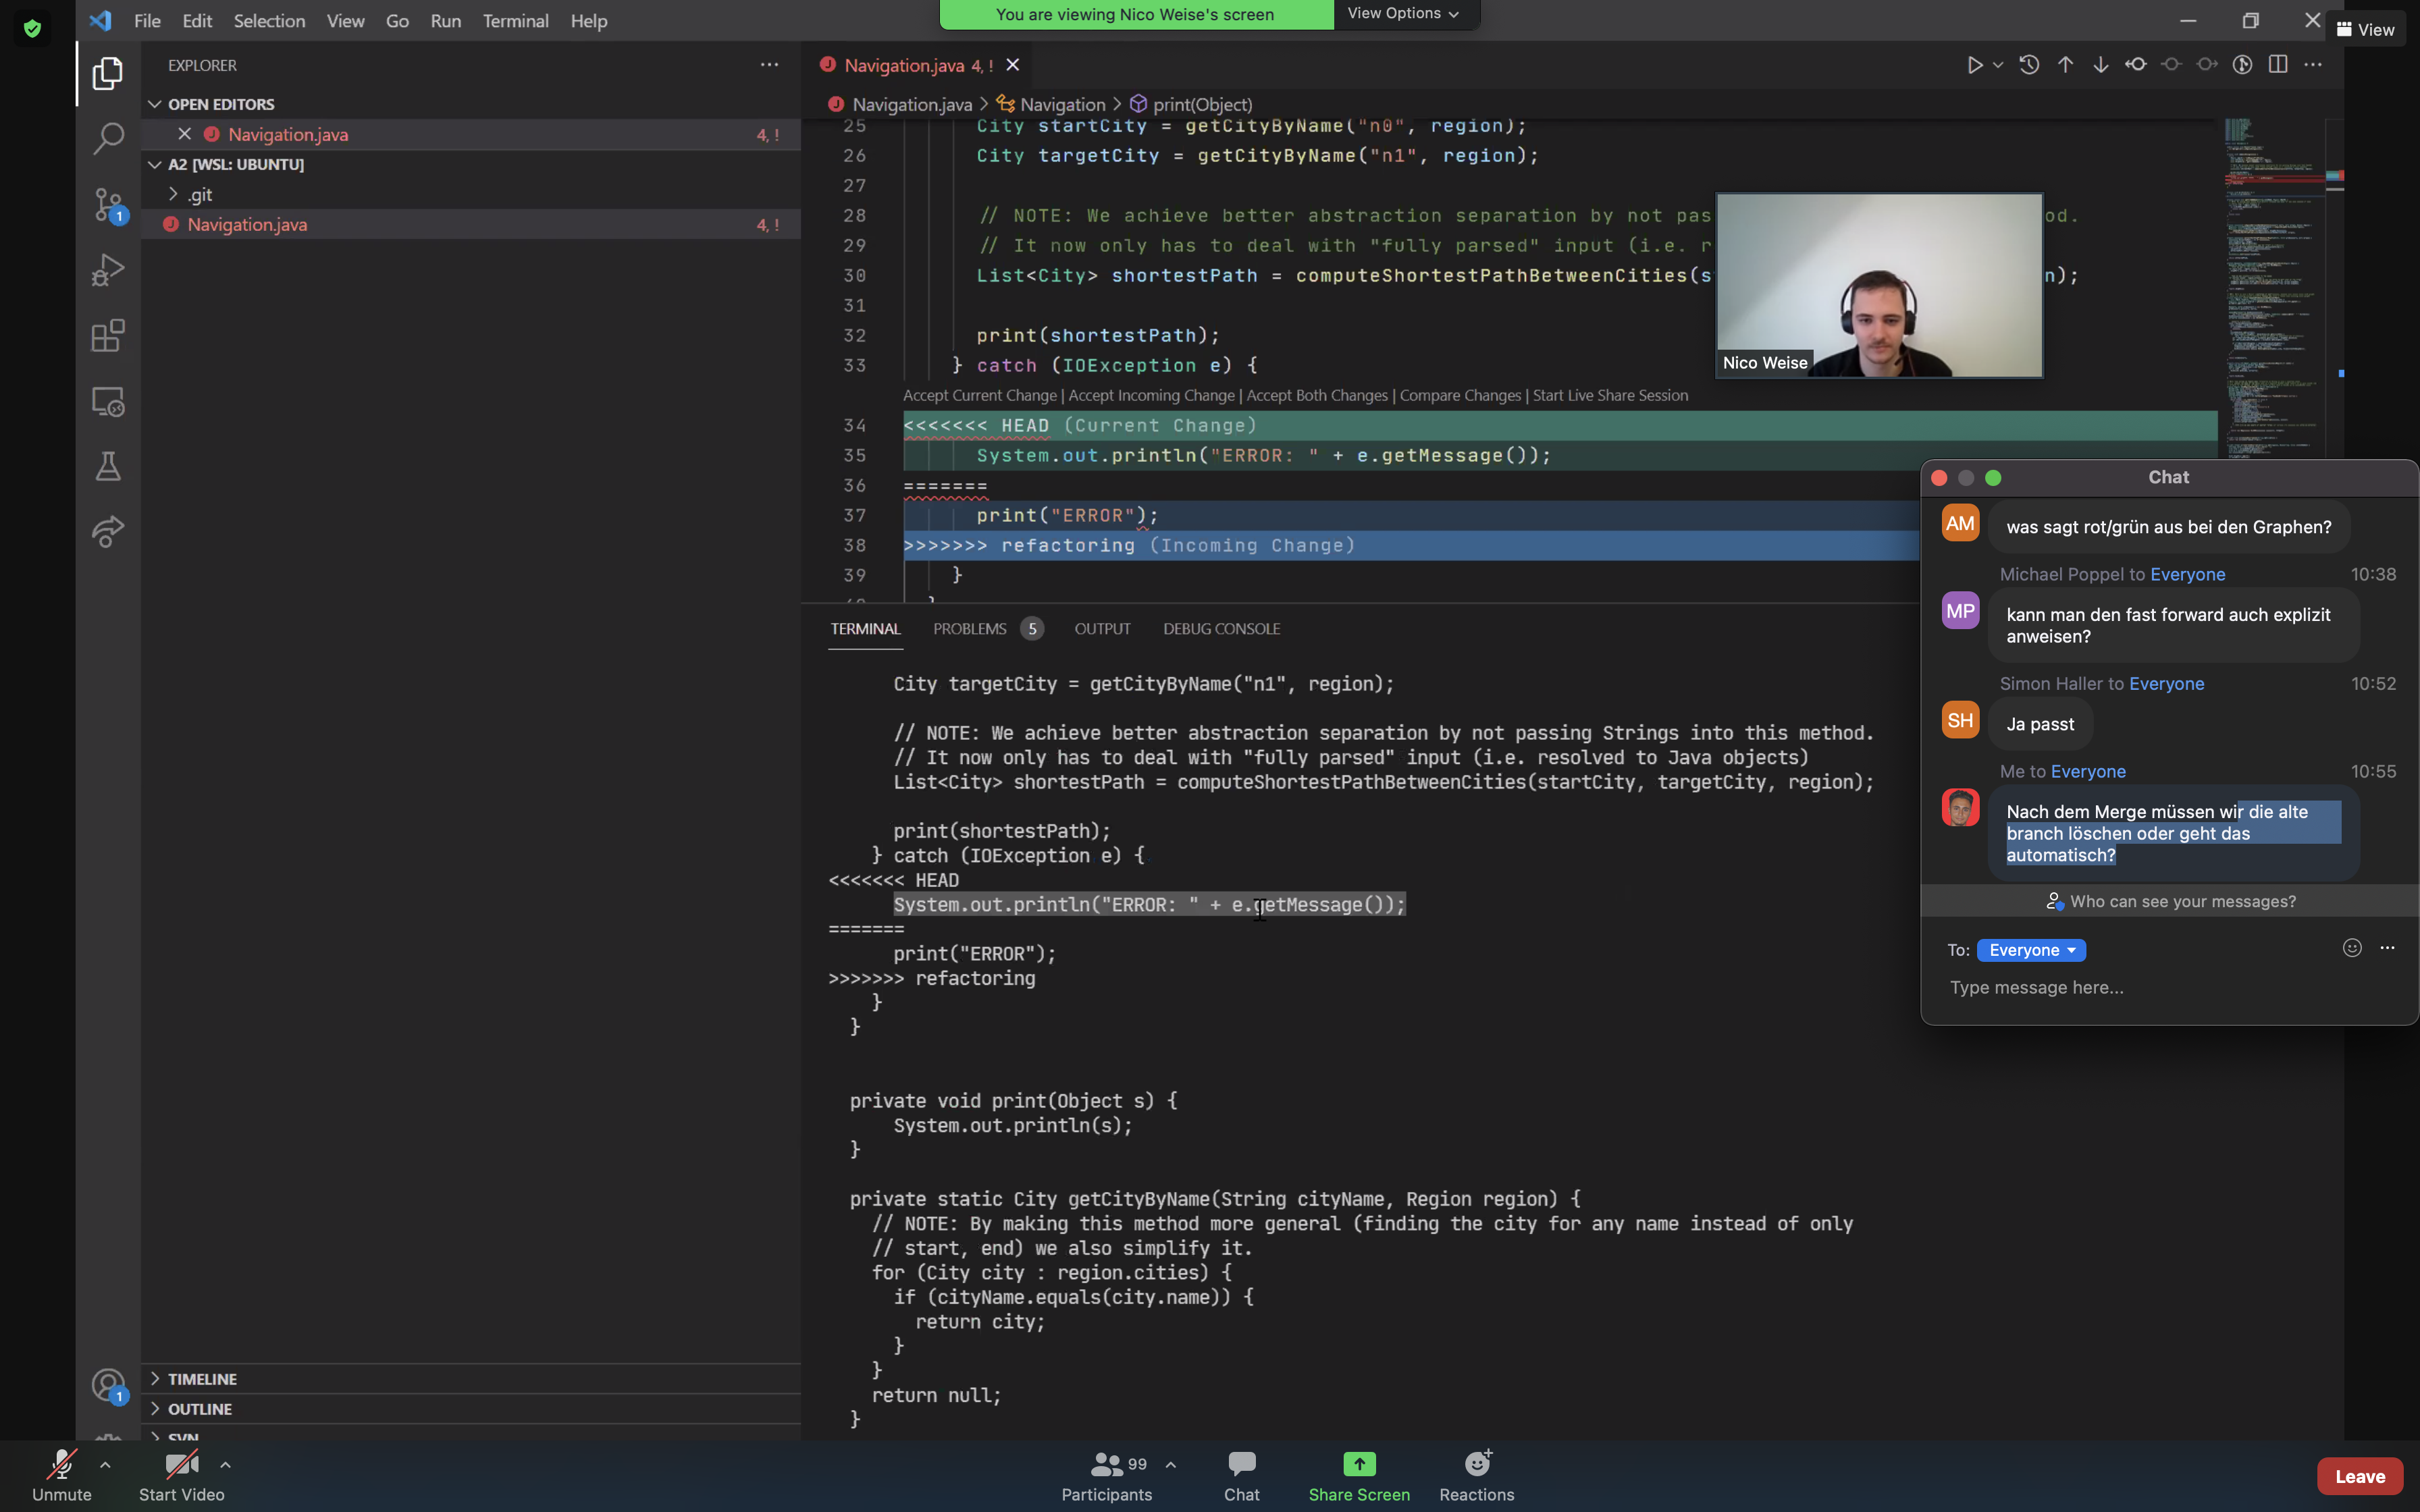 File Edit Selection View Go Run Terminal Help
You are viewing Nico Weise's screen View Options
View
EXPLORER
OPEN EDITORS
Navigation.java 4, !
A2 [WSL: UBUNTU]
.git
Navigation.java 4, !
1
TIMELINE
OUTLINE
SVN
1
Navigation.java 4, !
Navigation.java > Navigation > print(Object)
25 City startCity = getCityByName("n0", region);
26 City targetCity = getCityByName("n1", region);
27
28 // NOTE: We achieve better abstraction separation by not pas od.
29 // It now only has to deal with "fully parsed" input (i.e. r
30 List<City> shortestPath = computeShortestPathBetweenCities(s n);
31
32 print(shortestPath);
33 } catch (IOException e) {
Accept Current Change | Accept Incoming Change | Accept Both Changes | Compare Changes | Start Live Share Session
34 <<<<<<< HEAD (Current Change)
35 System.out.println("ERROR: " + e.getMessage());
36 =======
37 print("ERROR");
38 >>>>>>> refactoring (Incoming Change)
39 }
Nico Weise
TERMINAL PROBLEMS 5 OUTPUT DEBUG CONSOLE
City targetCity = getCityByName("n1", region);
// NOTE: We achieve better abstraction separation by not passing Strings into this method.
// It now only has to deal with "fully parsed" input (i.e. resolved to Java objects)
List<City> shortestPath = computeShortestPathBetweenCities(startCity, targetCity, region);
print(shortestPath);
} catch (IOException e) {
<<<<<<< HEAD
System.out.println("ERROR: " + e.getMessage());
=======
print("ERROR");
>>>>>>> refactoring
}
}
private void print(Object s) {
System.out.println(s);
}
private static City getCityByName(String cityName, Region region) {
// NOTE: By making this method more general (finding the city for any name instead of only
// start, end) we also simplify it.
for (City city : region.cities) {
if (cityName.equals(city.name)) {
return city;
}
}
return null;
}
Chat
AM
was sagt rot/grün aus bei den Graphen?
Michael Poppel to Everyone 10:38
MP
kann man den fast forward auch explizit
anweisen?
Simon Haller to Everyone 10:52
SH
Ja passt
Me to Everyone 10:55
Nach dem Merge müssen wir die alte
branch löschen oder geht das
automatisch?
Who can see your messages?
To: Everyone
Type message here...
Unmute
Start Video
99
Participants
Chat
Share Screen
Reactions
Leave